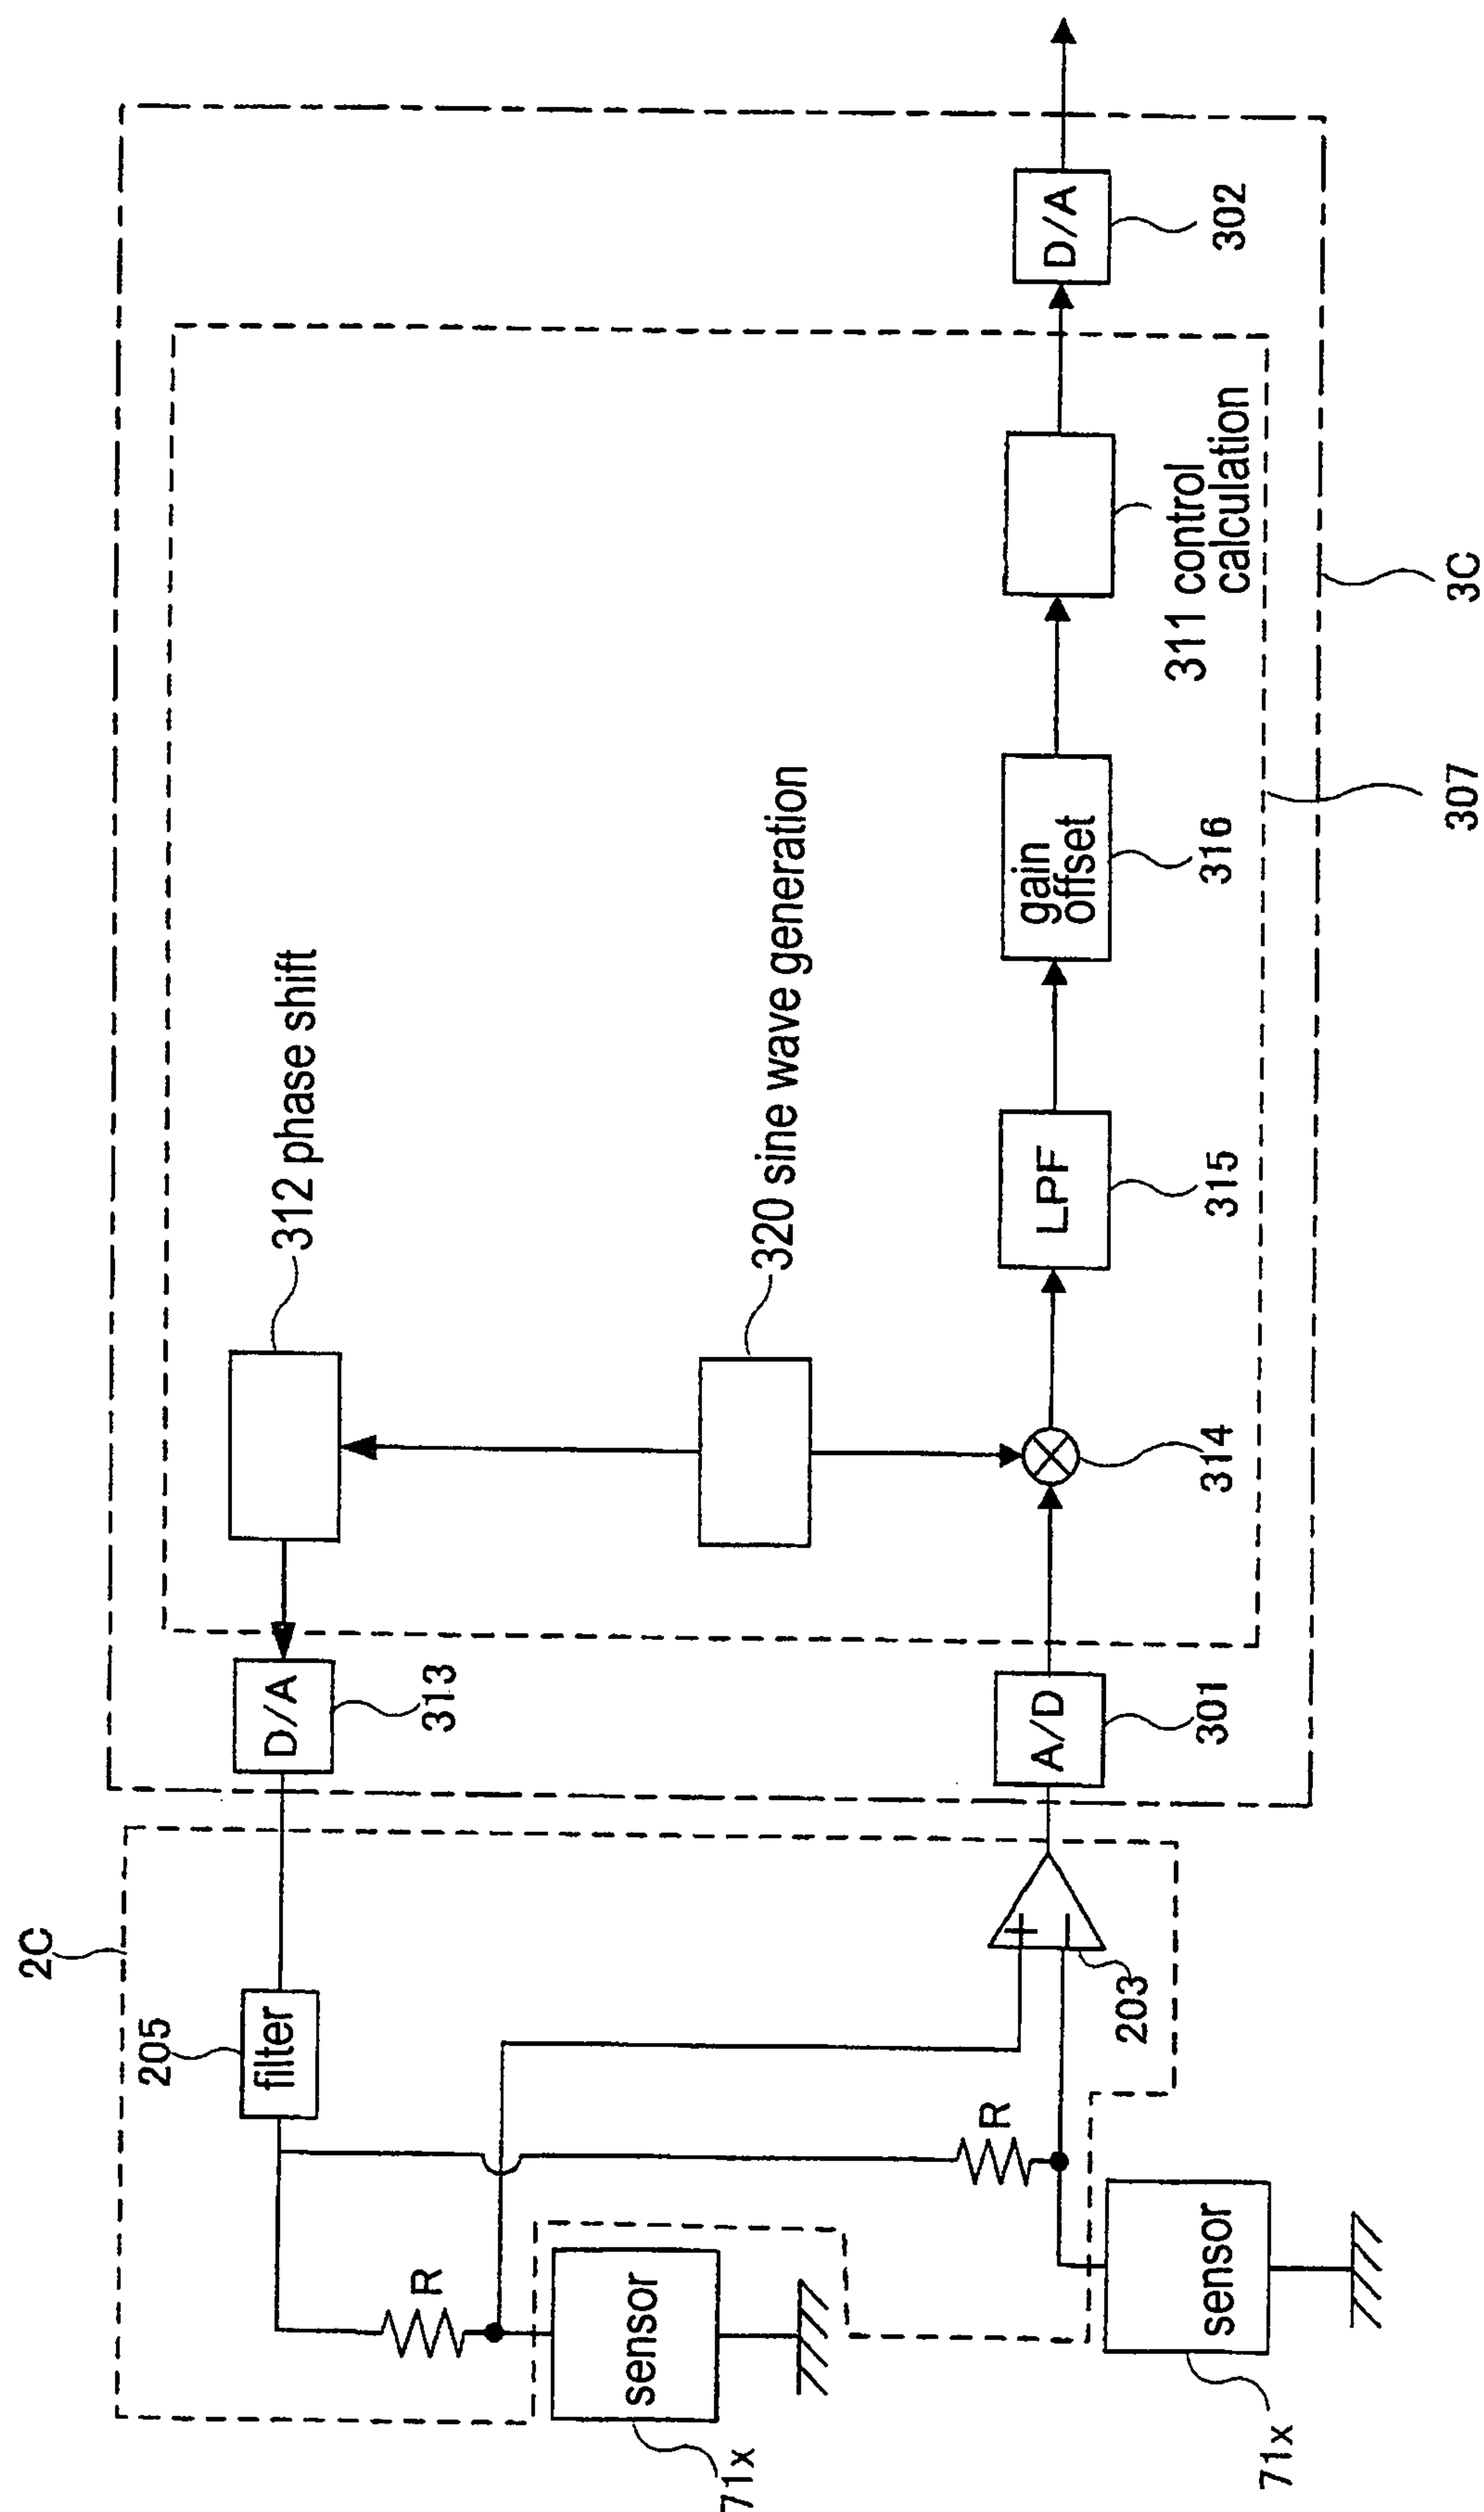 2C
205
filter
R
R
sensor
71x
sensor
71x
+
−
203
D/A
313
A/D
301
312 phase shift
320 sine wave generation
314
LPF
315
gain
offset
316
311 control
calculation
D/A
302
307
3C